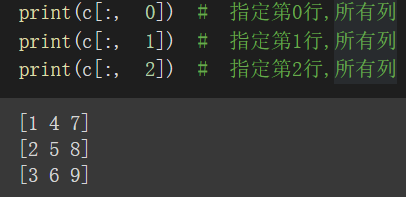 print(c[:,  0])  #  指定第0行,所有列
print(c[:,  1])  #  指定第1行,所有列
print(c[:,  2])  #  指定第2行,所有列
[1 4 7]
[2 5 8]
[3 6 9]